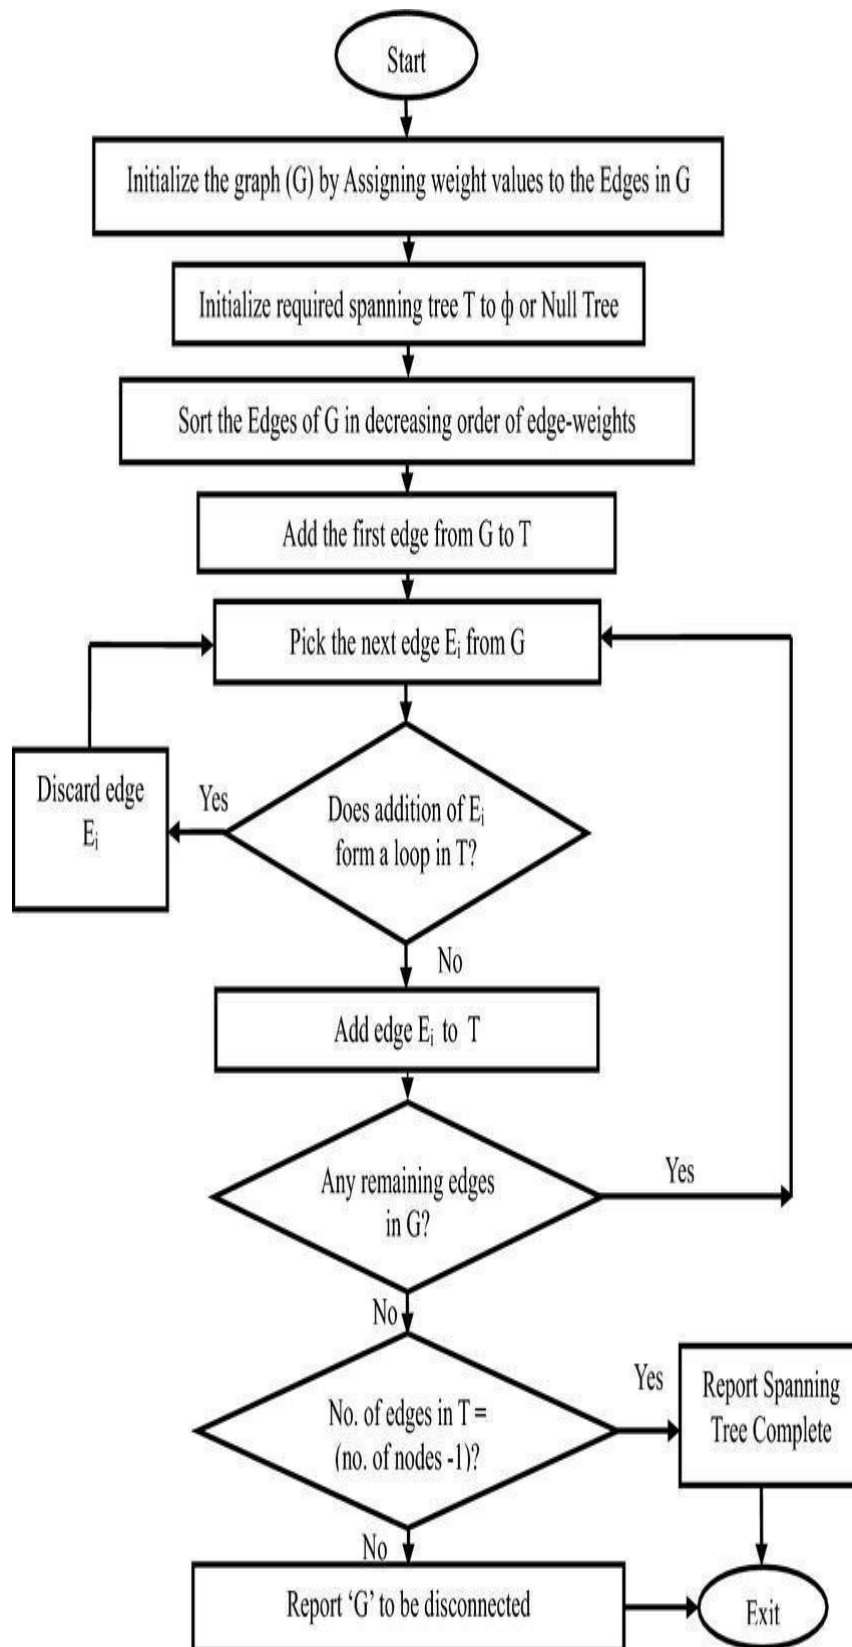 Start
Initialize the graph (G) by Assigning weight values to the Edges in G
Initialize required spanning tree T to ф or Null Tree
Sort the Edges of G in decreasing order of edge-weights
Add the first edge from G to T
Pick the next edge Ei from G
Discard edge
Ei
Yes
Does addition of Ei
form a loop in T?
No
Add edge Ei to T
Any remaining edges
in G?
Yes
No
No. of edges in T =
(no. of nodes -1)?
Yes
Report Spanning
Tree Complete
No
Report ‘G’ to be disconnected
Exit